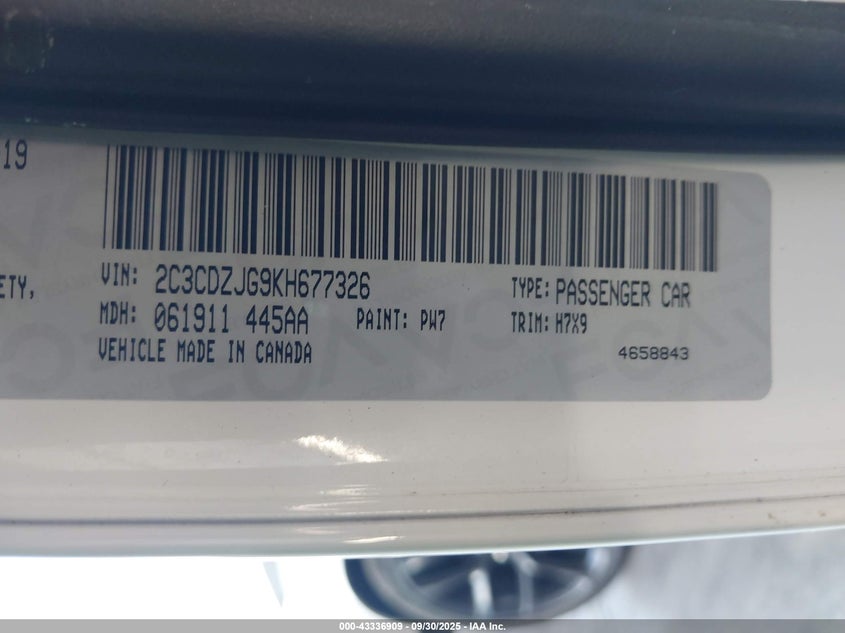 19
ETY,
VIN: 2C3CDZJG9KH677326
TYPE: PASSENGER CAR
MDH: 061911 445AA
PAINT: PW7
TRIM: H7X9
VEHICLE MADE IN CANADA
4658843
000-43336909 - 09/30/2025 - IAA Inc.